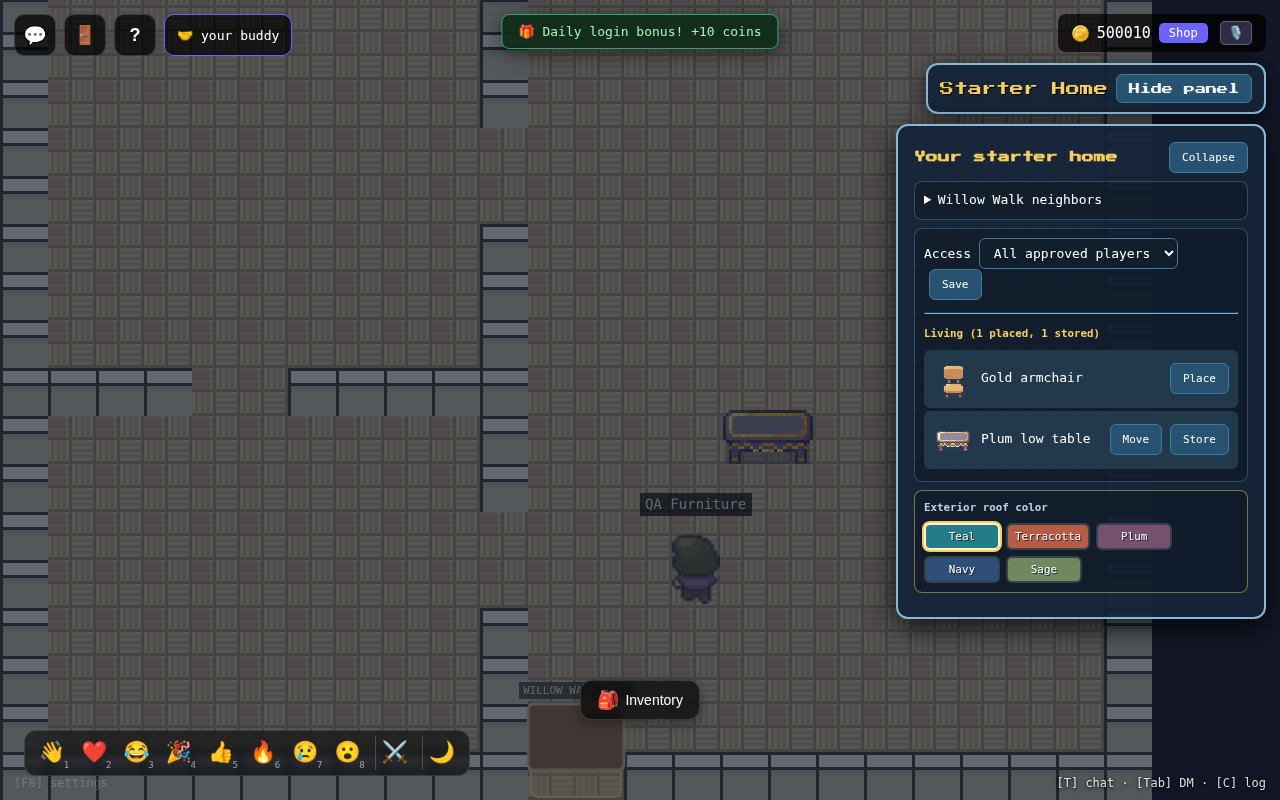 ? your buddy
Daily login bonus! +10 coins
500010 Shop
Starter Home Hide panel
Your starter home Collapse
Willow Walk neighbors
Access All approved players
Save
Living (1 placed, 1 stored)
Gold armchair Place
Plum low table Move Store
QA Furniture
Exterior roof color
Teal Terracotta Plum
Navy Sage
WILLOW WA
Inventory
1 2 3 4 5 6 7 8
[F8] settings
[T] chat · [Tab] DM · [C] log